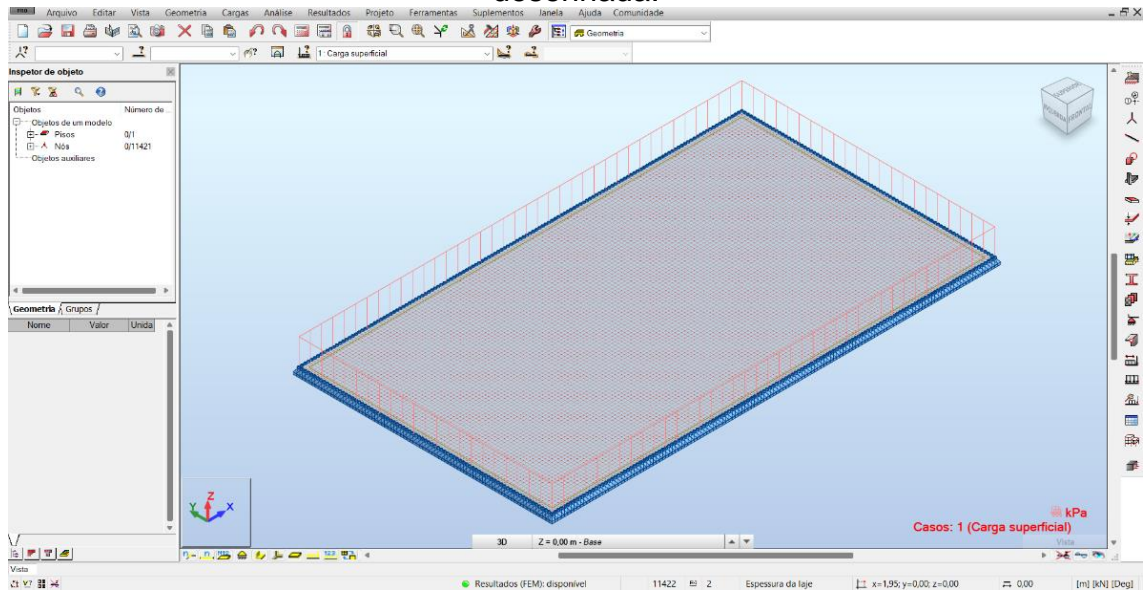 PRO Arquivo Editar Vista Geometria Cargas Análise Resultados Projeto Ferramentas Suplementos Janela Ajuda Comunidade
Geometria
1: Carga superficial
Inspetor de objeto
Objetos Número de ...
Objetos de um modelo
Pisos 0/1
Nós 0/11421
Objetos auxiliares
Geometria Grupos
Nome Valor Unida
Z
Y
X
kPa
Casos: 1 (Carga superficial)
3D Z = 0,00 m - Base
Vista
Vista
Resultados (FEM): disponível 11422 2 Espessura da laje x=1,95; y=0,00; z=0,00 0,00 [m] [kN] [Deg]